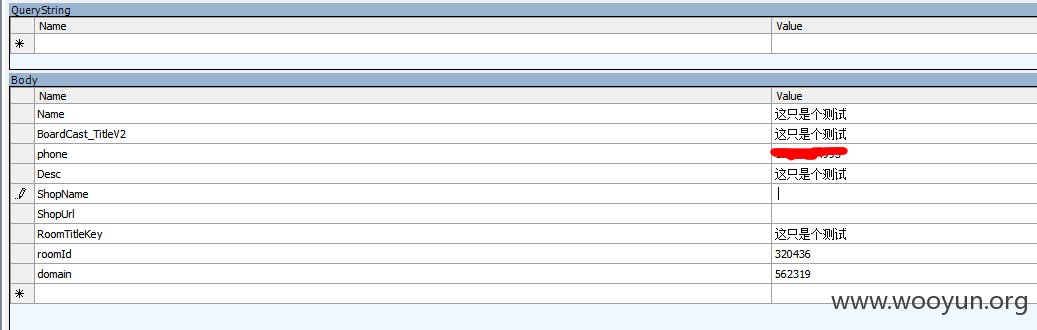 QueryString
Name Value
Body
Name Value
Name 这只是个测试
BoardCast_TitleV2 这只是个测试
phone
Desc 这只是个测试
ShopName
ShopUrl
RoomTitleKey 这只是个测试
roomId 320436
domain 562319
www.wooyun.org